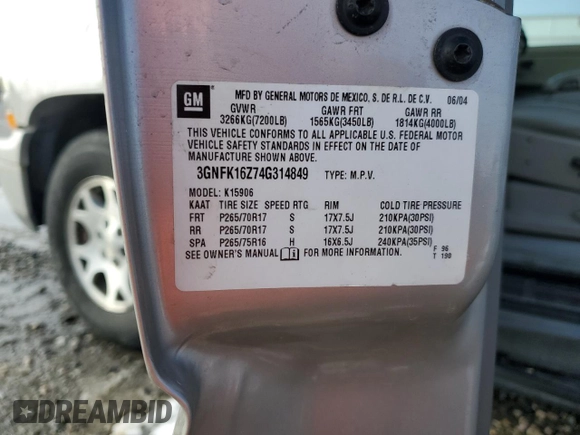 GM
MFD BY GENERAL MOTORS DE MEXICO, S. DE R.L. DE C.V. 06/04
GVWR GAWR FRT GAWR RR
3266KG(7200LB) 1565KG(3450LB) 1814KG(4000LB)
THIS VEHICLE CONFORMS TO ALL APPLICABLE U.S. FEDERAL MOTOR
VEHICLE SAFETY STANDARDS IN EFFECT ON THE DATE OF
MANUFACTURE SHOWN ABOVE.
3GNFK16Z74G314849 TYPE: M.P.V.
MODEL: K15906
KAAT TIRE SIZE SPEED RTG RIM COLD TIRE PRESSURE
FRT P265/70R17 S 17X7.5J 210KPA(30PSI)
RR P265/70R17 S 17X7.5J 210KPA(30PSI)
SPA P265/75R16 H 16X6.5J 240KPA(35PSI)
SEE OWNER'S MANUAL FOR MORE INFORMATION. F 96
T 190
DREAMBID